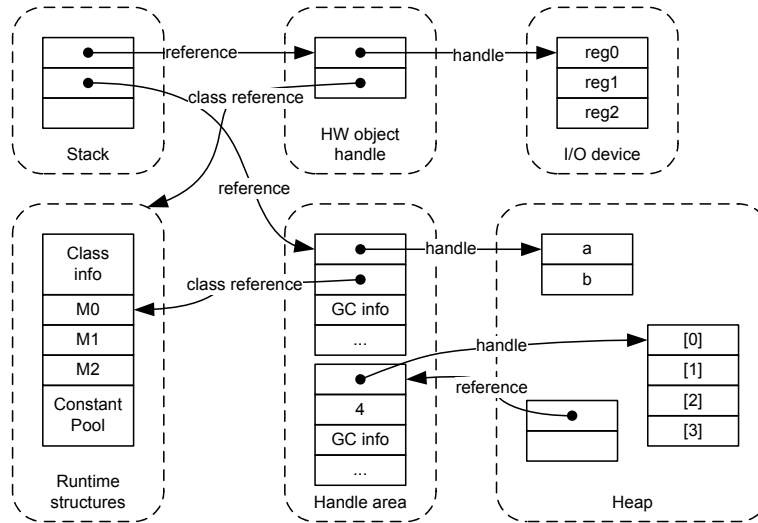 reference
handle
reg0
reg1
reg2
class reference
Stack
HW object
handle
I/O device
reference
Class
info
M0
M1
M2
Constant
Pool
Runtime
structures
class reference
handle
GC info
...
4
GC info
...
Handle area
a
b
handle
reference
[0]
[1]
[2]
[3]
Heap